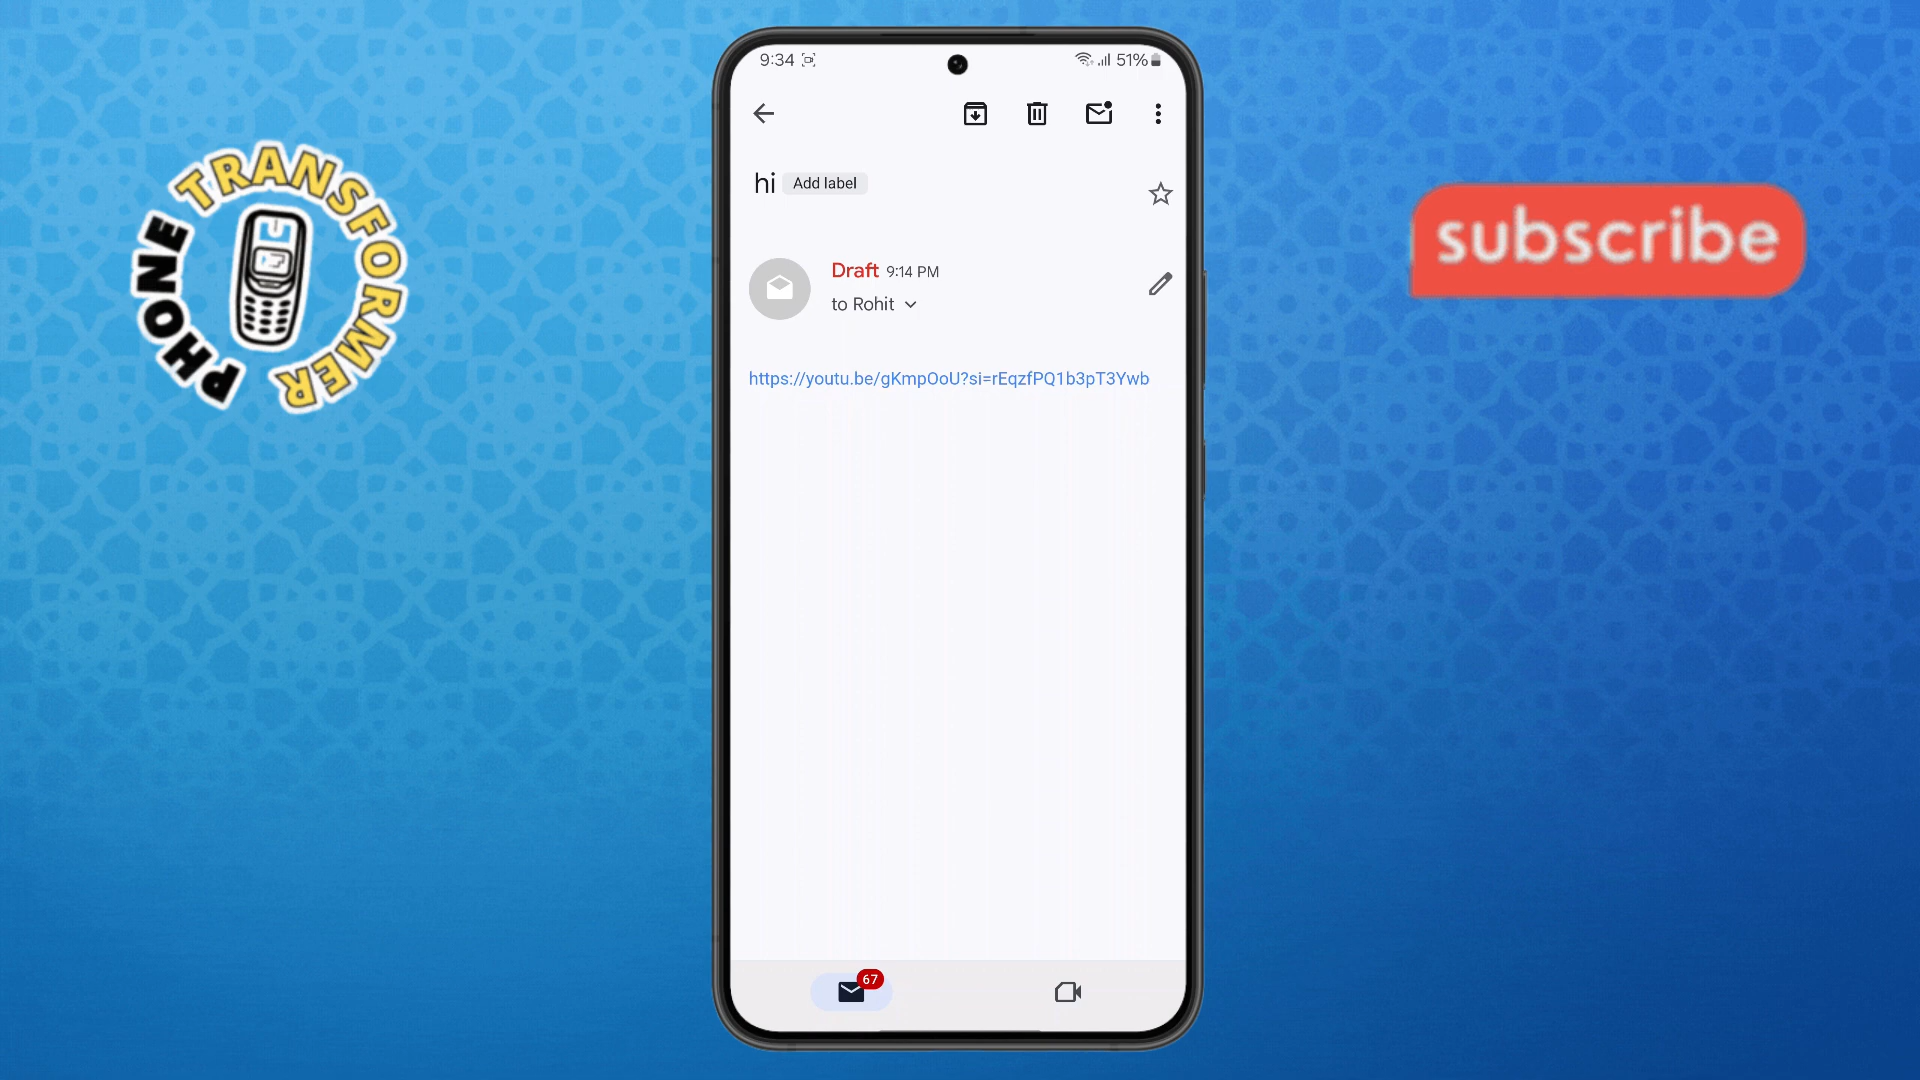 PHONE TRANSFORMER
9:34
51%
hi Add label
Draft 9:14 PM
to Rohit
https://youtu.be/gKmpOoU?si=rEqzfPQ1b3pT3Ywb
67
subscribe